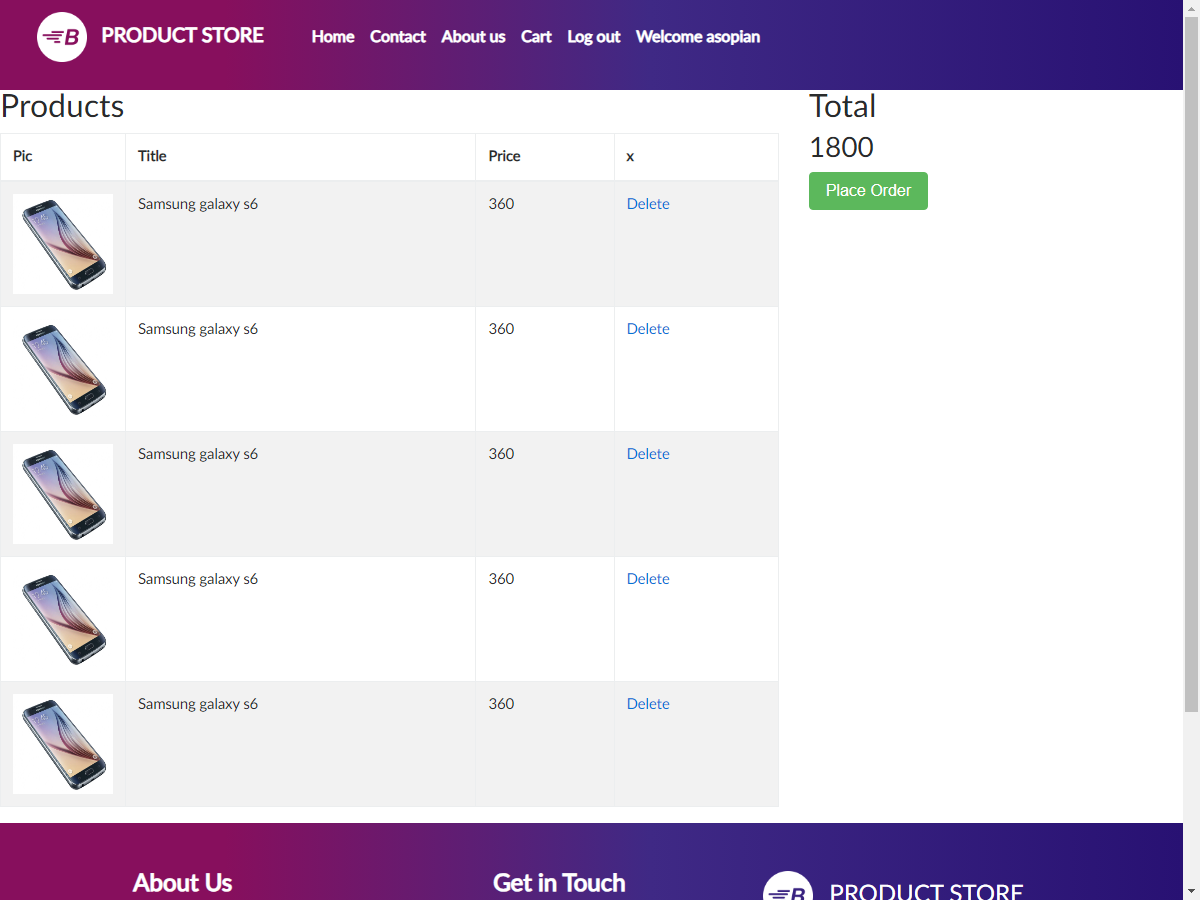 B PRODUCT STORE Home Contact About us Cart Log out Welcome asopian
Products
Pic Title Price x
Samsung galaxy s6 360 Delete
Samsung galaxy s6 360 Delete
Samsung galaxy s6 360 Delete
Samsung galaxy s6 360 Delete
Samsung galaxy s6 360 Delete
Total
1800
Place Order
About Us Get in Touch B PRODUCT STORE